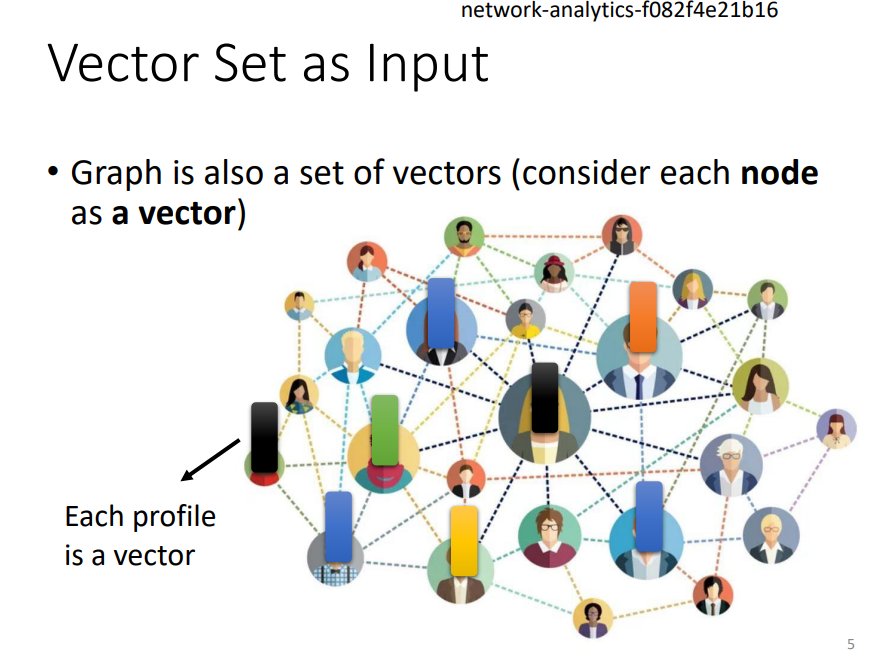 network-analytics-f082f4e21b16
Vector Set as Input
• Graph is also a set of vectors (consider each node
as a vector)
Each profile
is a vector
5